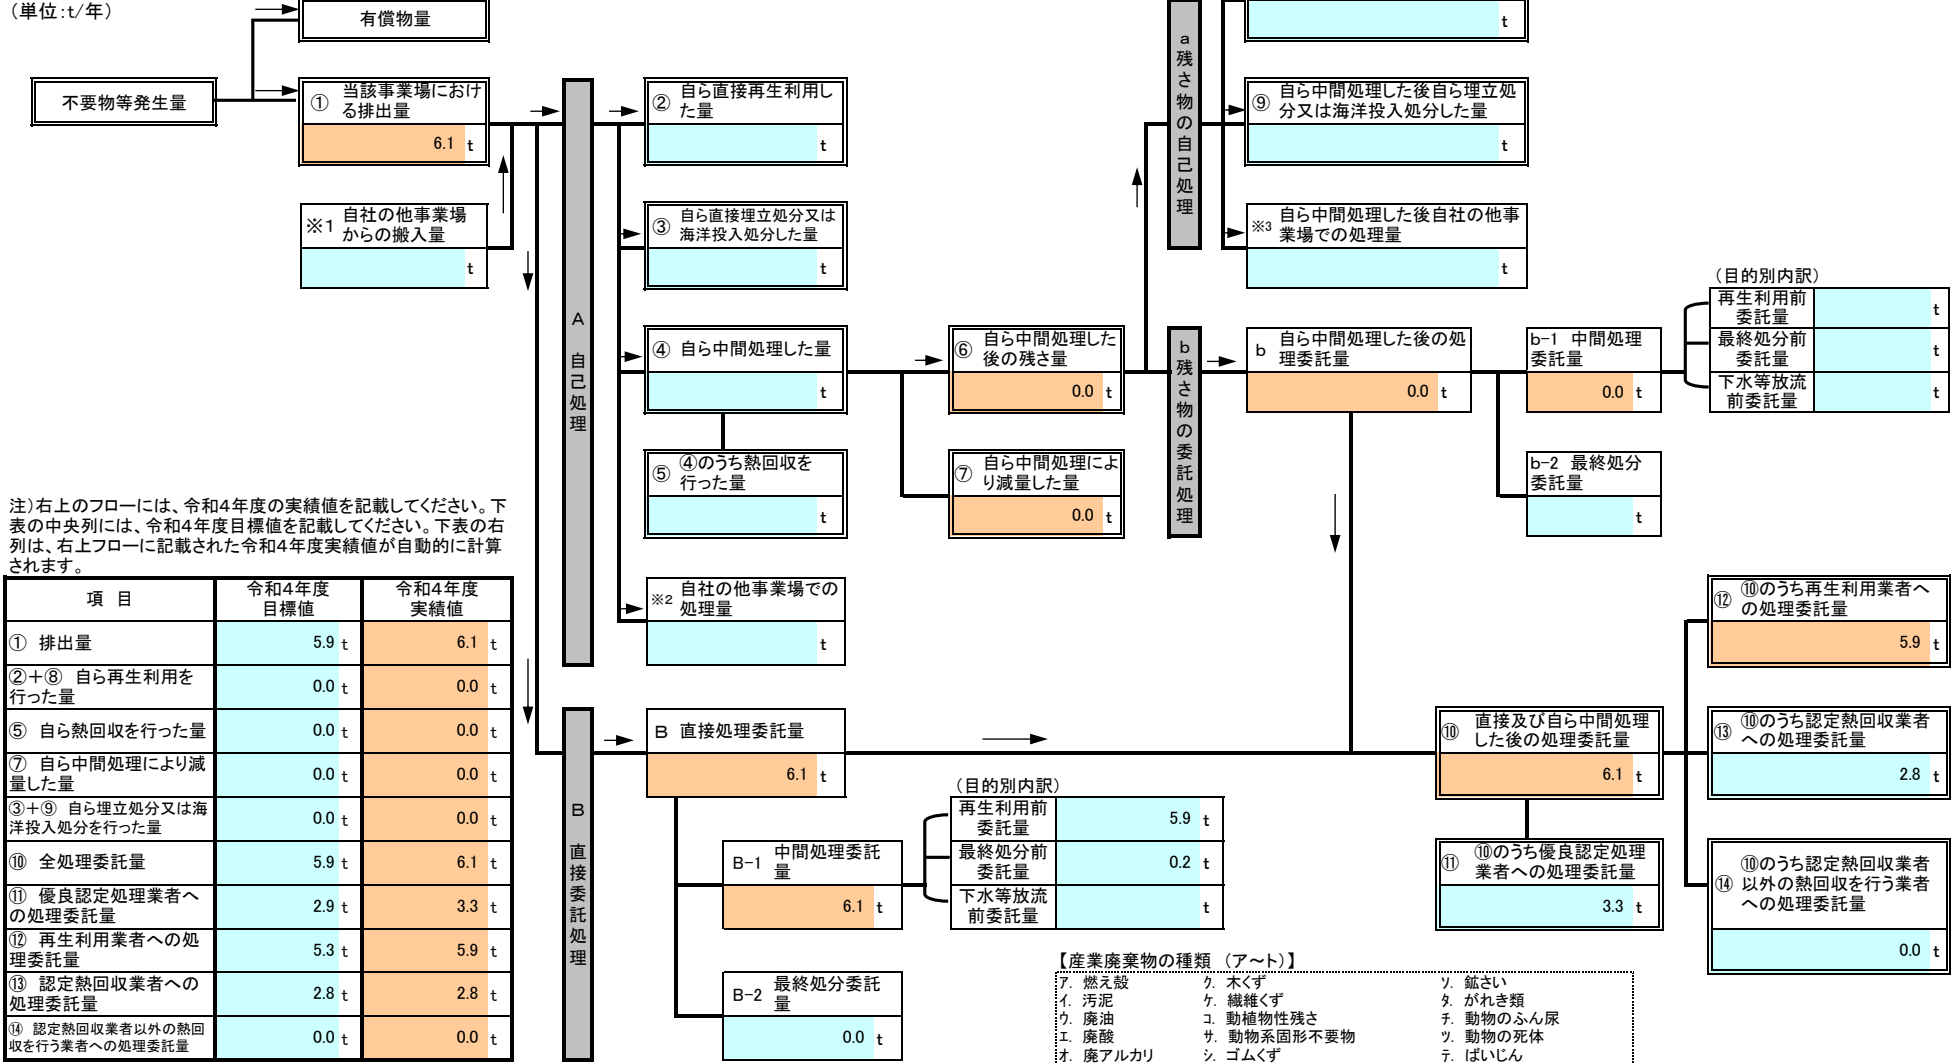 （単位:t/年）
有償物量
t
不要物等発生量
① 当該事業場におけ
る排出量
6.1 t
※1 自社の他事業場
からの搬入量
t
A 自己処理
② 自ら直接再生利用し
た量
t
③ 自ら直接埋立処分又は
海洋投入処分した量
t
④ 自ら中間処理した量
t
⑤ ④のうち熱回収を
行った量
t
※2 自社の他事業場での
処理量
t
⑥ 自ら中間処理した
後の残さ量
0.0 t
⑦ 自ら中間処理によ
り減量した量
0.0 t
a 残さ物の自己処理
⑨ 自ら中間処理した後自ら埋立処
分又は海洋投入処分した量
t
※3 自ら中間処理した後自社の他事
業場での処理量
t
b 残さ物の委託処理
b 自ら中間処理した後の処
理委託量
0.0 t
b-1 中間処理
委託量
0.0 t
b-2 最終処分
委託量
t
（目的別内訳）
再生利用前
委託量 t
最終処分前
委託量 t
下水等放流
前委託量 t
注）右上のフローには、令和４年度の実績値を記載してください。下
表の中央列には、令和４年度目標値を記載してください。下表の右
列は、右上フローに記載された令和４年度実績値が自動的に計算
されます。
項 目 令和４年度
目標値 令和４年度
実績値
① 排出量 5.9 t 6.1 t
②＋⑧ 自ら再生利用を
行った量 0.0 t 0.0 t
⑤ 自ら熱回収を行った量 0.0 t 0.0 t
⑦ 自ら中間処理により減
量した量 0.0 t 0.0 t
③＋⑨ 自ら埋立処分又は海
洋投入処分を行った量 0.0 t 0.0 t
⑩ 全処理委託量 5.9 t 6.1 t
⑪ 優良認定処理業者へ
の処理委託量 2.9 t 3.3 t
⑫ 再生利用業者への処
理委託量 5.3 t 5.9 t
⑬ 認定熱回収業者への
処理委託量 2.8 t 2.8 t
⑭ 認定熱回収業者以外の熱回
収を行う業者への処理委託量 0.0 t 0.0 t
B 直接委託処理
B 直接処理委託量
6.1 t
B-1 中間処理委託
量
6.1 t
B-2 最終処分委託
量
0.0 t
（目的別内訳）
再生利用前
委託量 5.9 t
最終処分前
委託量 0.2 t
下水等放流
前委託量 t
⑩ 直接及び自ら中間処理
した後の処理委託量
6.1 t
⑪ ⑩のうち優良認定処理
業者への処理委託量
3.3 t
⑫ ⑩のうち再生利用業者へ
の処理委託量
5.9 t
⑬ ⑩のうち認定熱回収業者
への処理委託量
2.8 t
⑭ ⑩のうち認定熱回収業者
以外の熱回収を行う業者
への処理委託量
0.0 t
【産業廃棄物の種類 （ア～ト）】
ア. 燃え殻 ク. 木くず ソ. 鉱さい
イ. 汚泥 ケ. 繊維くず タ. がれき類
ウ. 廃油 コ. 動植物性残さ チ. 動物のふん尿
エ. 廃酸 サ. 動物系固形不要物 ツ. 動物の死体
オ. 廃アルカリ シ. ゴムくず テ. ばいじん